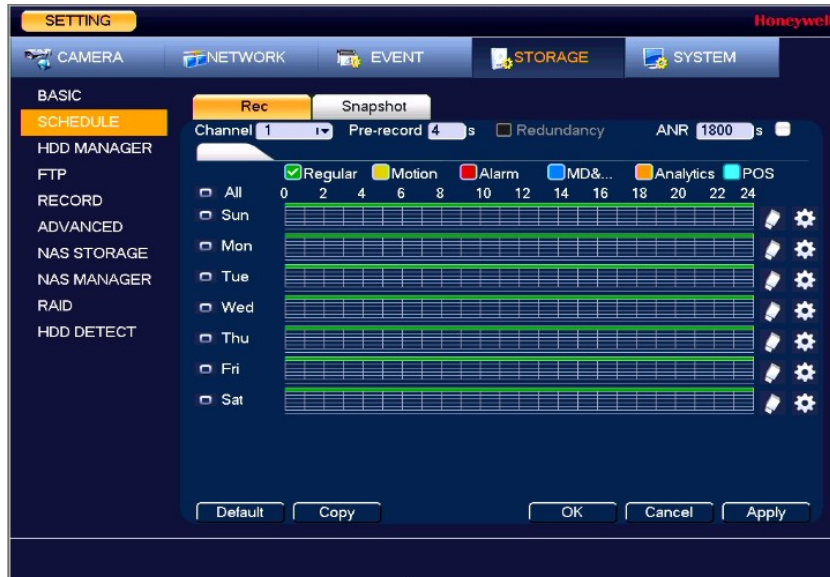 SETTING
Honeywell
CAMERA NETWORK EVENT STORAGE SYSTEM
BASIC
SCHEDULE
HDD MANAGER
FTP
RECORD
ADVANCED
NAS STORAGE
NAS MANAGER
RAID
HDD DETECT
Rec Snapshot
Channel 1 Pre-record 4 s Redundancy ANR 1800 s
Regular Motion Alarm MD&... Analytics POS
All 0 2 4 6 8 10 12 14 16 18 20 22 24
Sun
Mon
Tue
Wed
Thu
Fri
Sat
Default Copy OK Cancel Apply